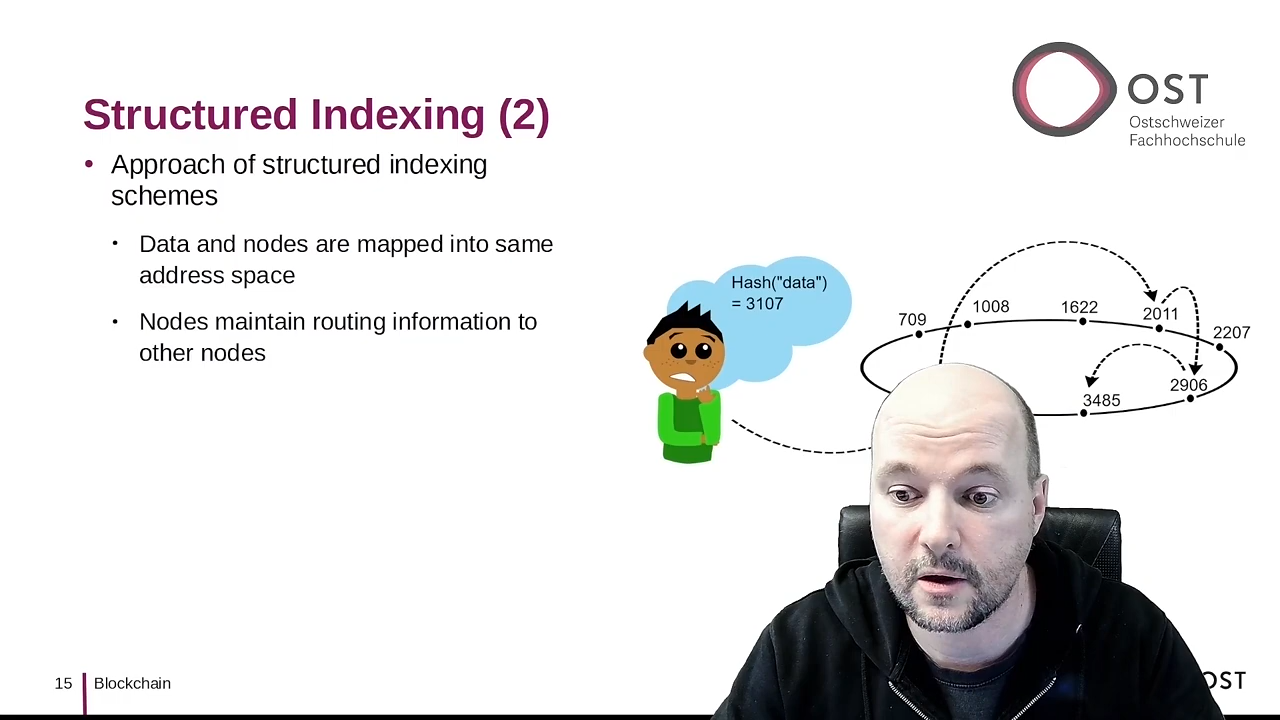 OST
Ostschweizer
Fachhochschule
Structured Indexing (2)
• Approach of structured indexing
schemes
• Data and nodes are mapped into same
address space
• Nodes maintain routing information to
other nodes
Hash("data")
= 3107
709
1008
1622
2011
2207
2906
3485
15
Blockchain
OST